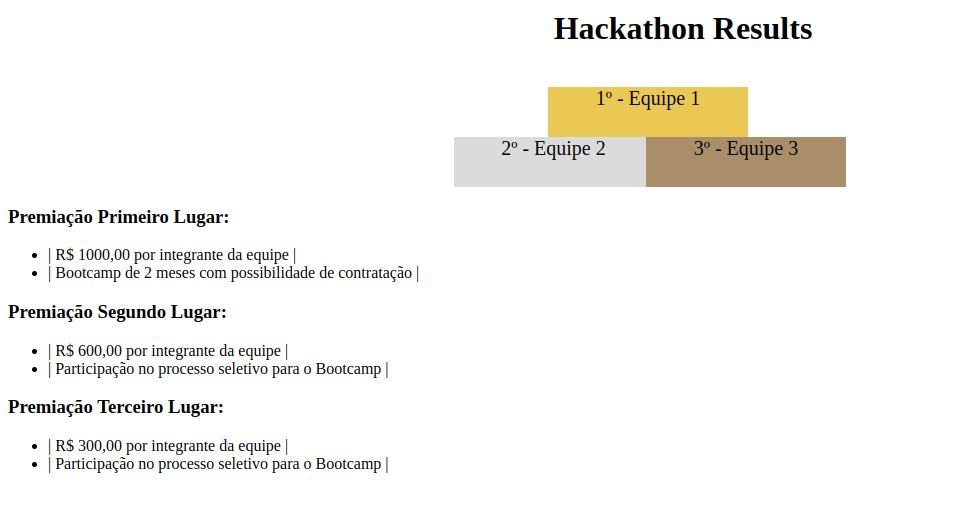 Hackathon Results
1º - Equipe 1
2º - Equipe 2
3º - Equipe 3
Premiação Primeiro Lugar:
| R$ 1000,00 por integrante da equipe |
| Bootcamp de 2 meses com possibilidade de contratação |
Premiação Segundo Lugar:
| R$ 600,00 por integrante da equipe |
| Participação no processo seletivo para o Bootcamp |
Premiação Terceiro Lugar:
| R$ 300,00 por integrante da equipe |
| Participação no processo seletivo para o Bootcamp |